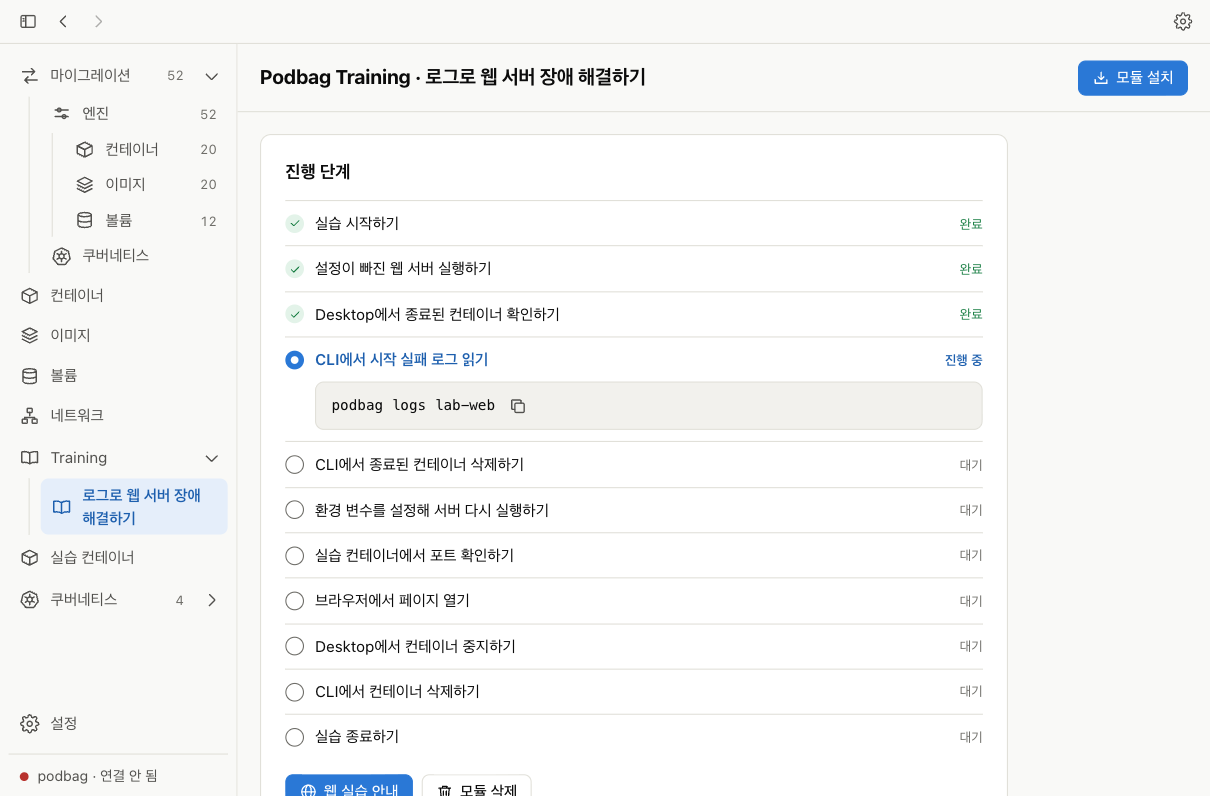 마이그레이션 52
엔진 52
컨테이너 20
이미지 20
볼륨 12
쿠버네티스
컨테이너
이미지
볼륨
네트워크
Training
로그로 웹 서버 장애
해결하기
실습 컨테이너
쿠버네티스 4
설정
podbag · 연결 안 됨
Podbag Training · 로그로 웹 서버 장애 해결하기
모듈 설치
진행 단계
실습 시작하기 완료
설정이 빠진 웹 서버 실행하기 완료
Desktop에서 종료된 컨테이너 확인하기 완료
CLI에서 시작 실패 로그 읽기 진행 중
podbag logs lab-web
CLI에서 종료된 컨테이너 삭제하기 대기
환경 변수를 설정해 서버 다시 실행하기 대기
실습 컨테이너에서 포트 확인하기 대기
브라우저에서 페이지 열기 대기
Desktop에서 컨테이너 중지하기 대기
CLI에서 컨테이너 삭제하기 대기
실습 종료하기 대기
웹 실습 안내
모듈 삭제